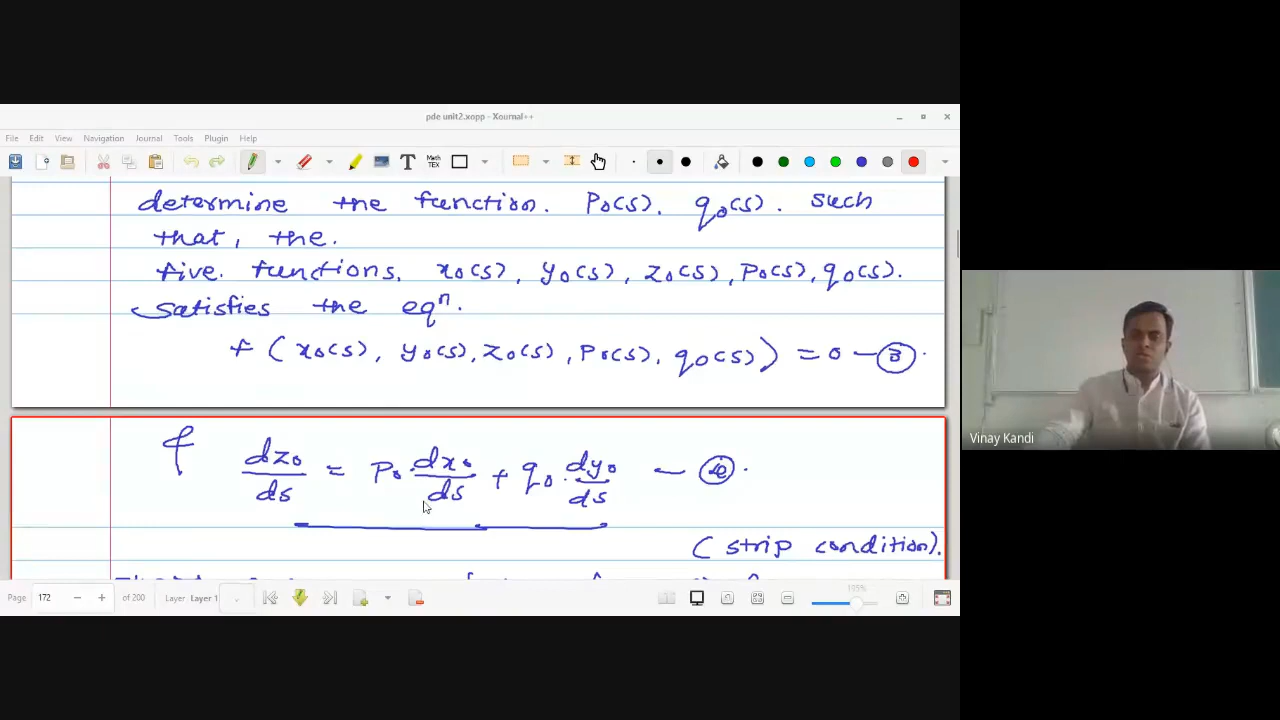 pde unit2.xopp - Xournal++
File Edit View Navigation Journal Tools Plugin Help
determine the function. P₀(s). q₀(s). such
that, the.
five functions. x₀(s), y₀(s), z₀(s), P₀(s), q₀(s).
satisfies the eqⁿ.
f ( x₀(s), y₀(s), z₀(s), P₀(s), q₀(s) ) = 0 — ③.
dz₀/ds = P₀ . dx₀/ds + q₀ . dy₀/ds — ④.
( strip condition).
Vinay Kandi
Page 172 of 200 Layer Layer 1 195%